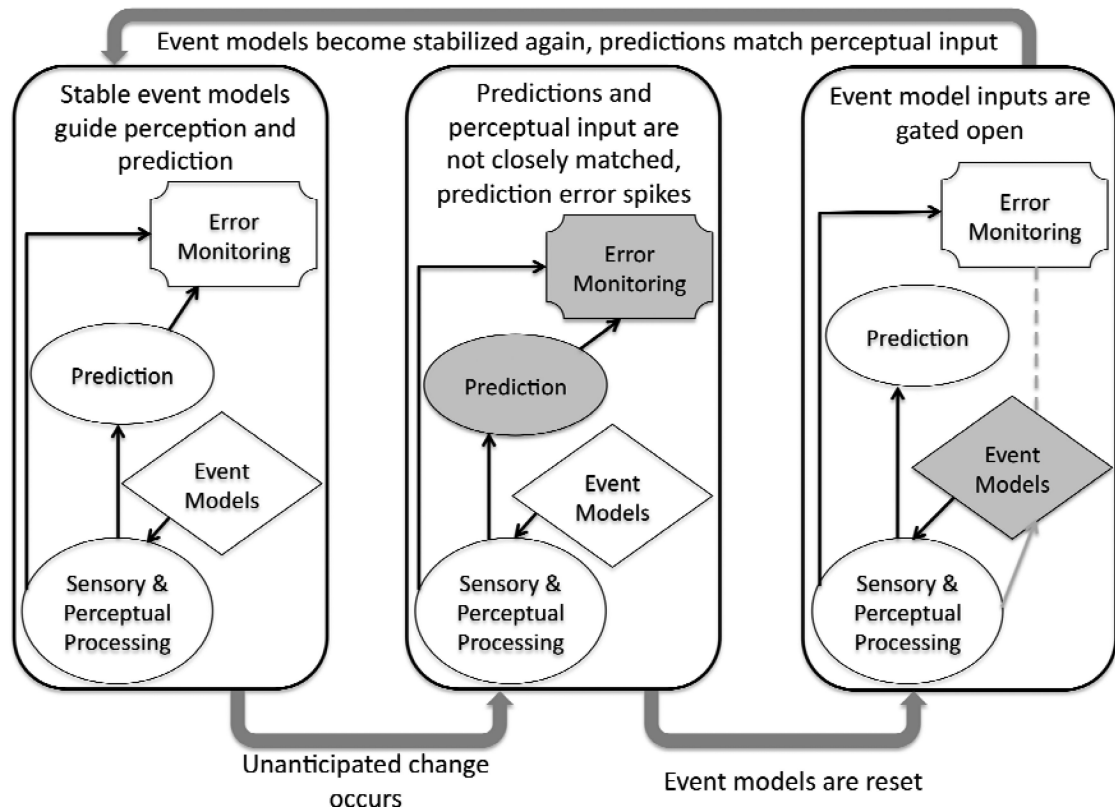 Event models become stabilized again, predictions match perceptual input
Stable event models
guide perception and
prediction
Error
Monitoring
Prediction
Event
Models
Sensory &
Perceptual
Processing
Predictions and
perceptual input are
not closely matched,
prediction error spikes
Error
Monitoring
Prediction
Event
Models
Sensory &
Perceptual
Processing
Event model inputs are
gated open
Error
Monitoring
Prediction
Event
Models
Sensory &
Perceptual
Processing
Unanticipated change
occurs
Event models are reset